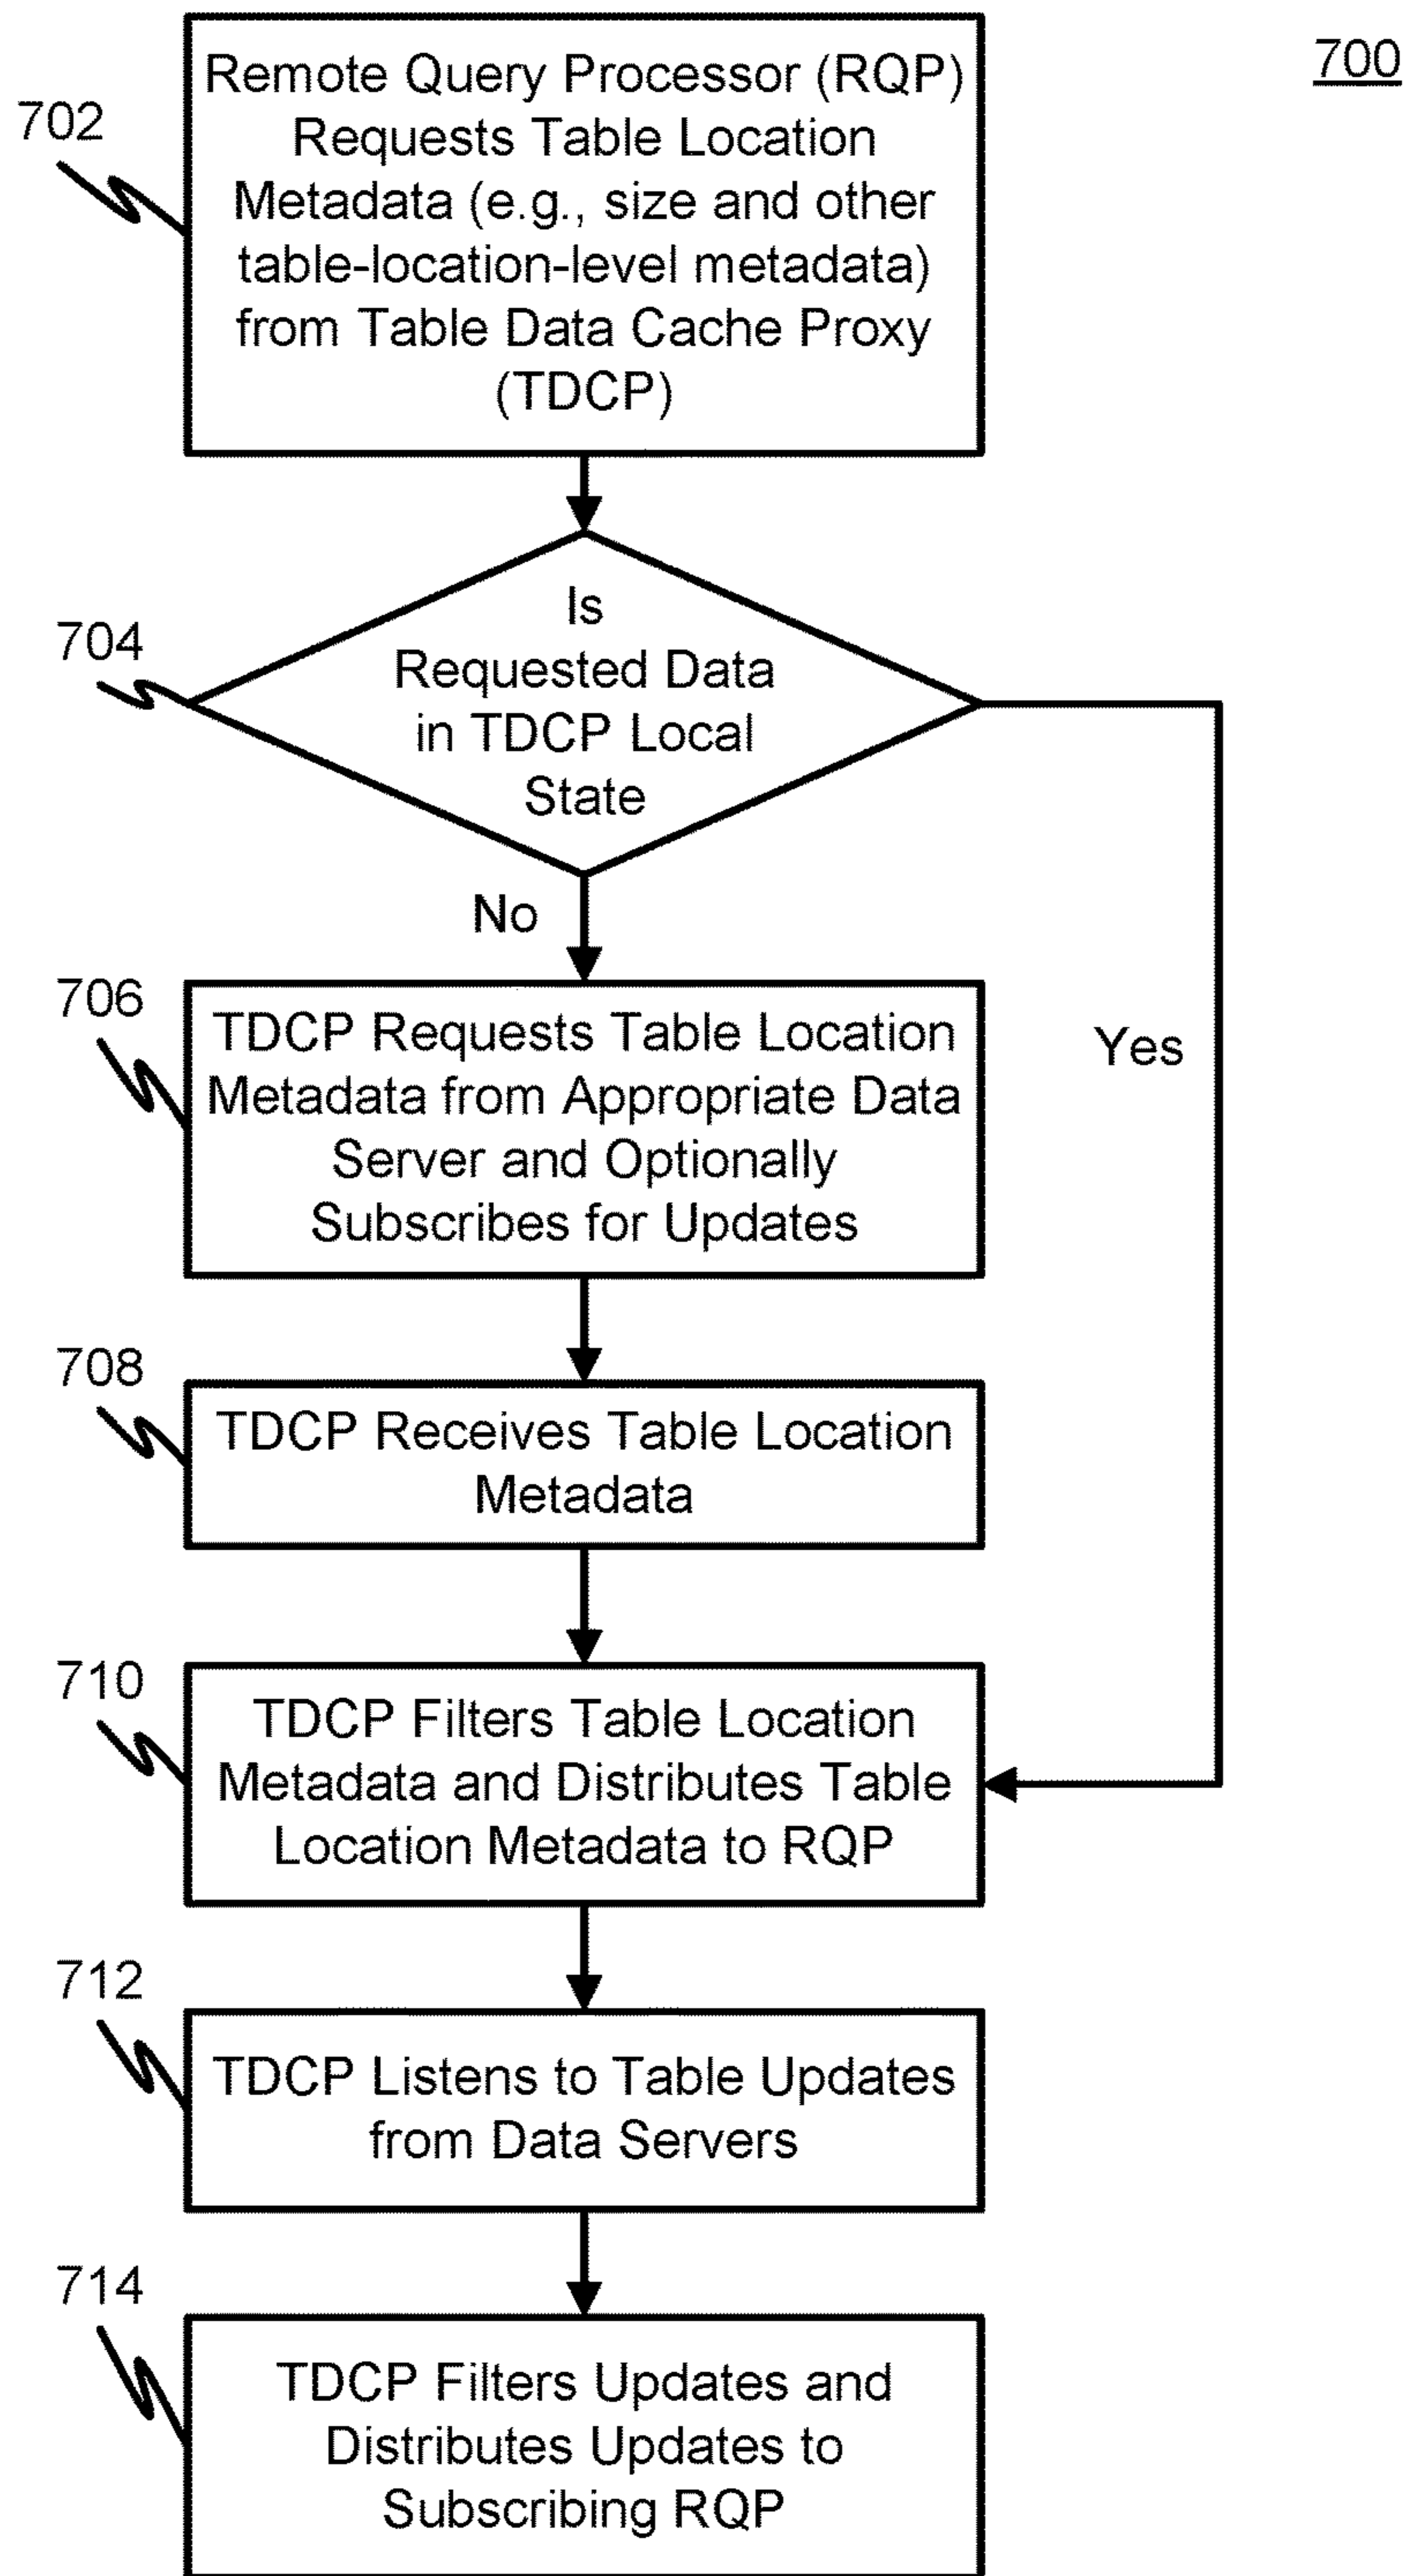 700
702
Remote Query Processor (RQP)
Requests Table Location
Metadata (e.g., size and other
table-location-level metadata)
from Table Data Cache Proxy
(TDCP)
704
Is
Requested Data
in TDCP Local
State
No
Yes
706
TDCP Requests Table Location
Metadata from Appropriate Data
Server and Optionally
Subscribes for Updates
708
TDCP Receives Table Location
Metadata
710
TDCP Filters Table Location
Metadata and Distributes Table
Location Metadata to RQP
712
TDCP Listens to Table Updates
from Data Servers
714
TDCP Filters Updates and
Distributes Updates to
Subscribing RQP